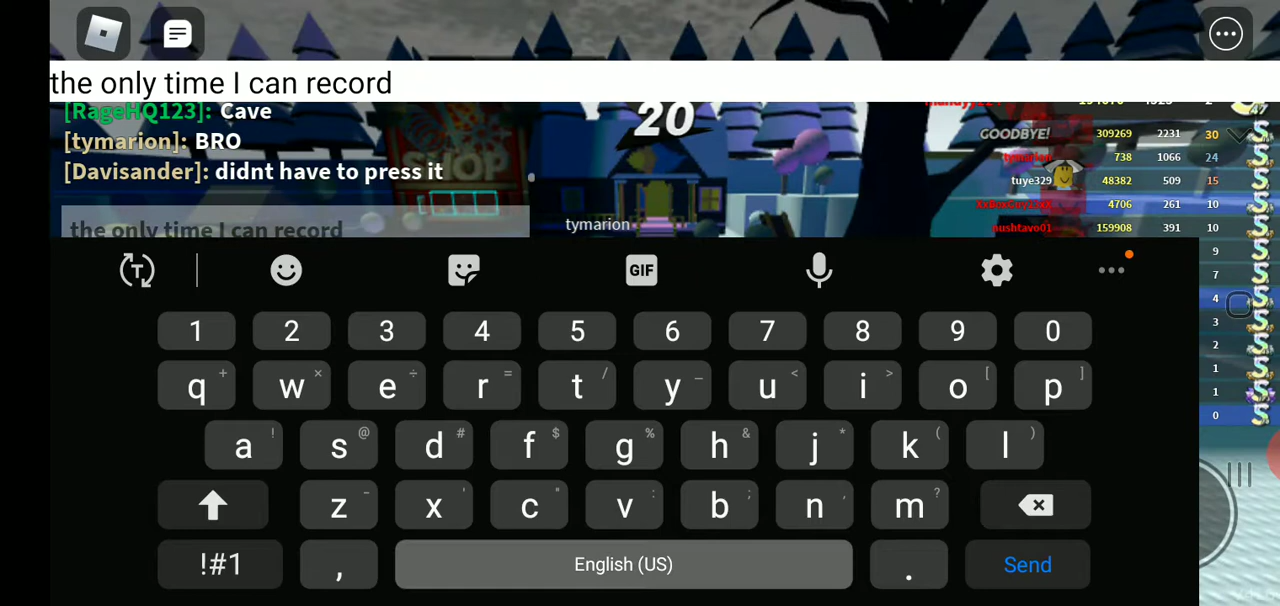 the only time I can record
[RageHQ123]: Cave
[tymarion]: BRO
[Davisander]: didnt have to press it
the only time I can record
SHOP
20
tymarion
GOODBYE! 309269 2231 30
tymarion 738 1066 24
tuye329 48382 509 15
4706 261 10
nushtavo01 159908 391 10
9
7
4
3
2
1
1
0
GIF
1 2 3 4 5 6 7 8 9 0
q + w × e ÷ r = t / y _ u < i > o [ p ]
a ! s @ d # f $ g % h & j * k ( l )
z - x ' c " v : b ; n , m ?
!#1 , English (US) . Send